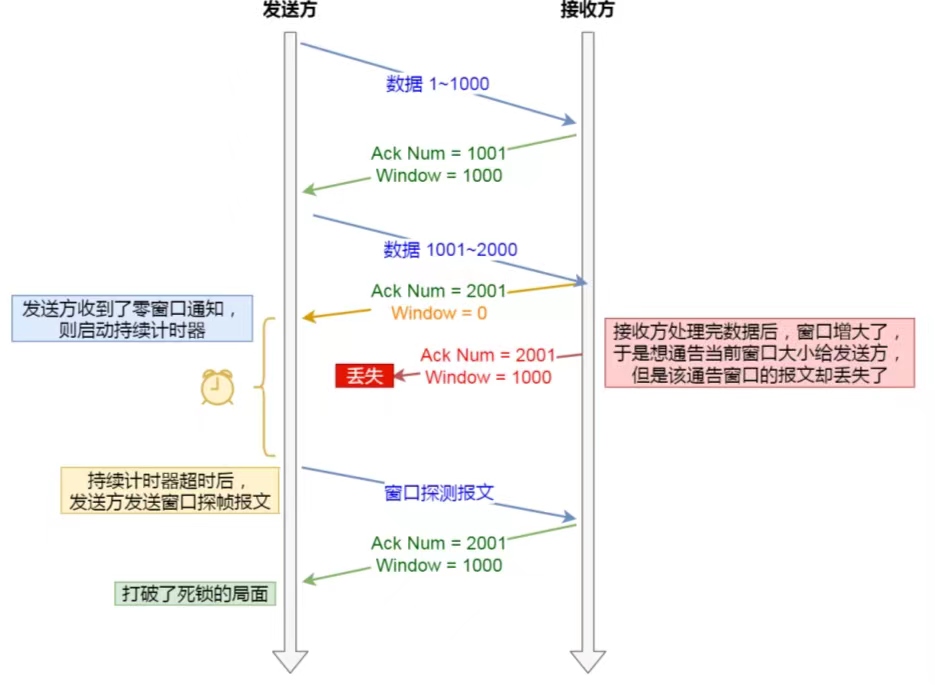 发送方
接收方
数据 1~1000
Ack Num = 1001
Window = 1000
数据 1001~2000
发送方收到了零窗口通知，
则启动持续计时器
Ack Num = 2001
Window = 0
接收方处理完数据后，窗口增大了，
于是想通告当前窗口大小给发送方，
但是该通告窗口的报文却丢失了
Ack Num = 2001
Window = 1000
丢失
持续计时器超时后，
发送方发送窗口探帧报文
窗口探测报文
Ack Num = 2001
Window = 1000
打破了死锁的局面